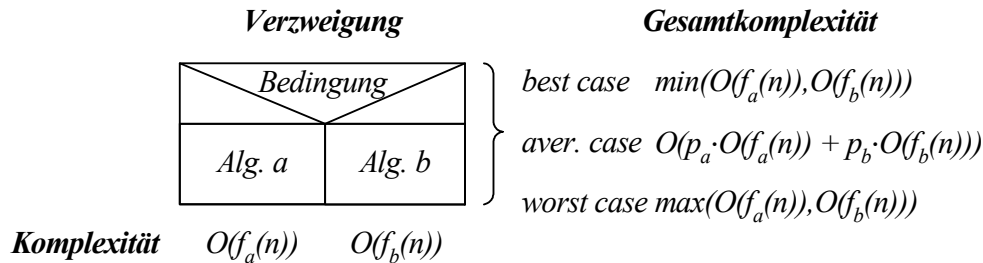 Verzweigung Gesamtkomplexität
Bedingung
best case min(O(fa(n)),O(fb(n)))
Alg. a Alg. b
aver. case O(pa·O(fa(n)) + pb·O(fb(n)))
worst case max(O(fa(n)),O(fb(n)))
Komplexität O(fa(n)) O(fb(n))